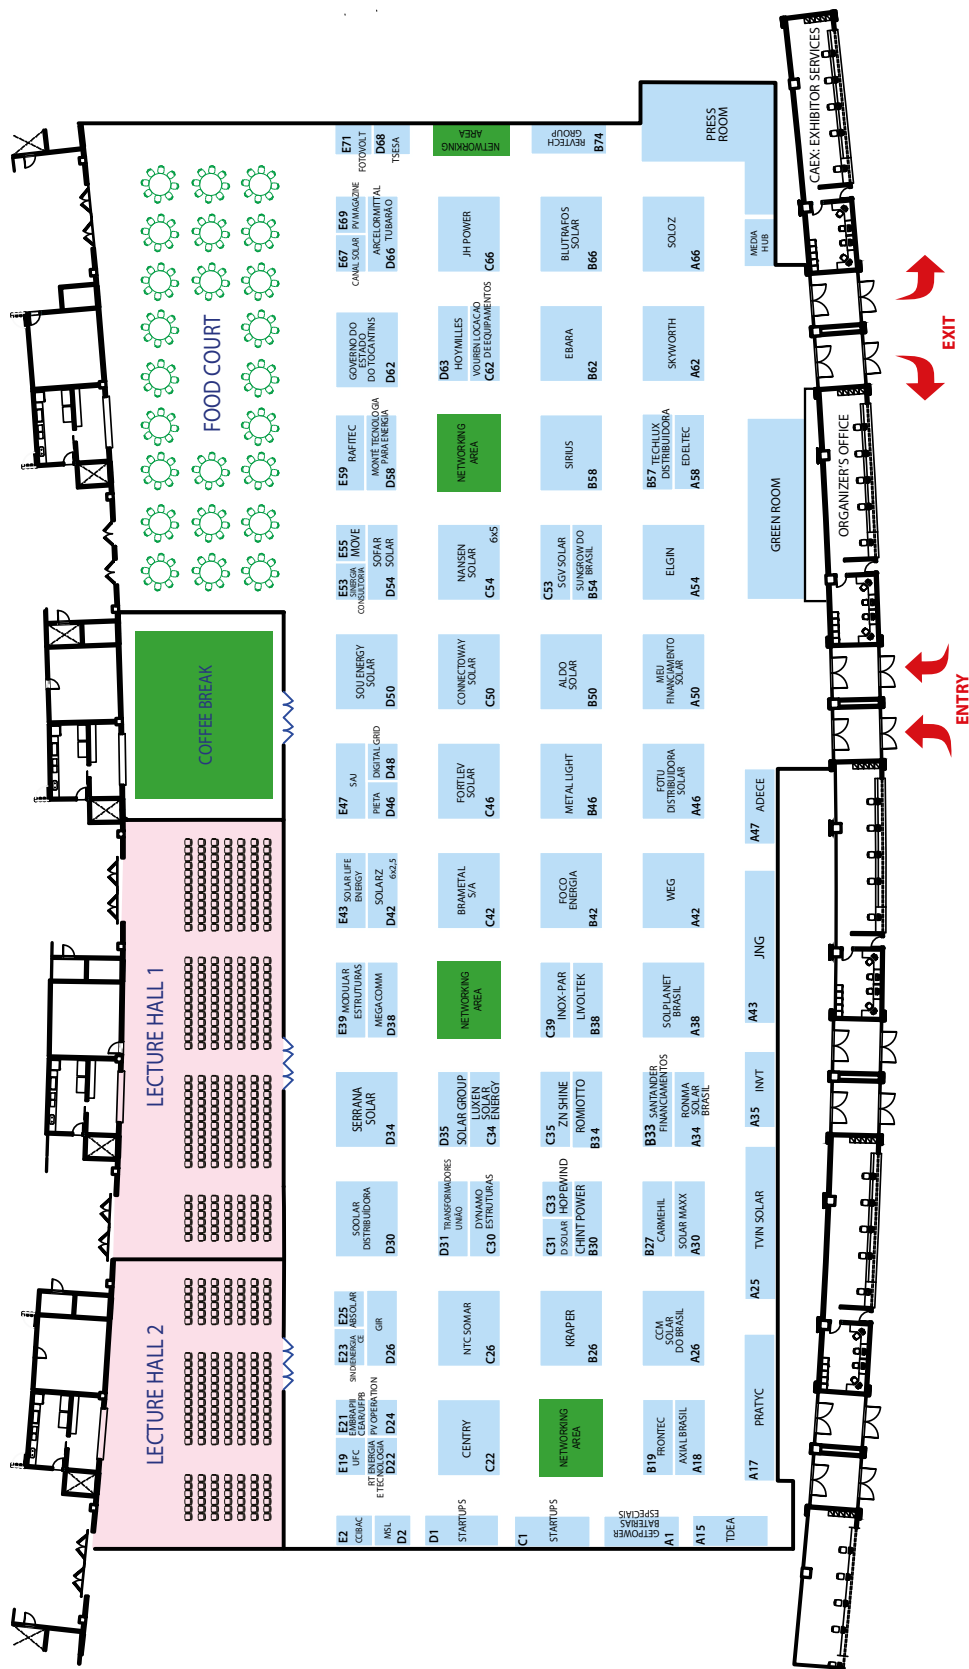 CAEX: EXHIBITOR SERVICES
PRESS
ROOM
MEDIA
HUB
EXIT
ORGANIZER'S OFFICE
GREEN ROOM
ENTRY
FOOD COURT
COFFEE BREAK
LECTURE HALL 1
LECTURE HALL 2
E71
FOTOVOLT
D68
TSESA
NETWORKING
AREA
REVTECH
GROUP
B74
E69
PV MAGAZINE
E67
CANAL SOLAR
ARCELORMITTAL
TUBARÃO
D66
JH POWER
C66
BLUTRAFOS
SOLAR
B66
SOLOZ
A66
GOVERNO DO
ESTADO
DO TOCANTINS
D62
D63
HOYMILLES
VOUREN LOCACAO
DE EQUIPAMENTOS
C62
EBARA
B62
SKYWORTH
A62
E59
RAFITEC
MONTE TECNOLOGIA
PARA ENERGIA
D58
NETWORKING
AREA
SIRIUS
B58
B57
TECHLUX
DISTRIBUIDORA
EDELTEC
A58
E55
MOVE
E53
SINERGIA
CONSULTORIA
SOFAR
SOLAR
D54
NANSEN
SOLAR
6x5
C54
C53
SGV SOLAR
SUNGROW DO
BRASIL
B54
ELGIN
A54
SOU ENERGY
SOLAR
D50
CONNECTOWAY
SOLAR
C50
ALDO
SOLAR
B50
MEU
FINANCIAMENTO
SOLAR
A50
E47
SAJ
DIGITAL GRID
D48
PIETA
D46
FORTLEV
SOLAR
C46
METAL LIGHT
B46
FOTU
DISTRIBUIDORA
SOLAR
A46
A47
ADECE
E43
SOLAR LIFE
ENERGY
SOLARZ
6x2,5
D42
BRAMETAL
S/A
C42
FOCO
ENERGIA
B42
WEG
A42
JNG
A43
E39
MODULAR
ESTRUTURAS
MEGACOMM
D38
NETWORKING
AREA
C39
INOX-PAR
LIVOLTEK
B38
SOLPLANET
BRASIL
A38
SERRANA
SOLAR
D34
D35
SOLAR GROUP
LUXEN
SOLAR
ENERGY
C34
C35
ZN SHINE
ROMIOTTO
B34
B33
SANTANDER
FINANCIAMENTOS
RONMA
SOLAR
BRASIL
A34
A35
INVT
SOOLAR
DISTRIBUIDORA
D30
D31
TRANSFORMADORES
UNIÃO
DYNAMO
ESTRUTURAS
C30
C33
HOPEWIND
C31
D SOLAR
CHINT POWER
B30
B27
CARMEHIL
SOLAR MAXX
A30
TVIN SOLAR
A25
E25
ABSOLAR
E23
SINDIENERGIA
CE
GIR
D26
NTC SOMAR
C26
KRAPER
B26
CCM
SOLAR
DO BRASIL
A26
E21
EMBRAPII
CEAR/UFPB
PV OPERATION
D24
E19
UFC
RT ENERGIA
E TECNOLOGIA
D22
CENTRY
C22
NETWORKING
AREA
B19
FRONTEC
AXIAL BRASIL
A18
PRATYC
A17
E2
CCIBAC
MSL
D2
D1
STARTUPS
C1
STARTUPS
GETPOWER
BATERIAS
ESPECIAIS
A1
A15
TDEA